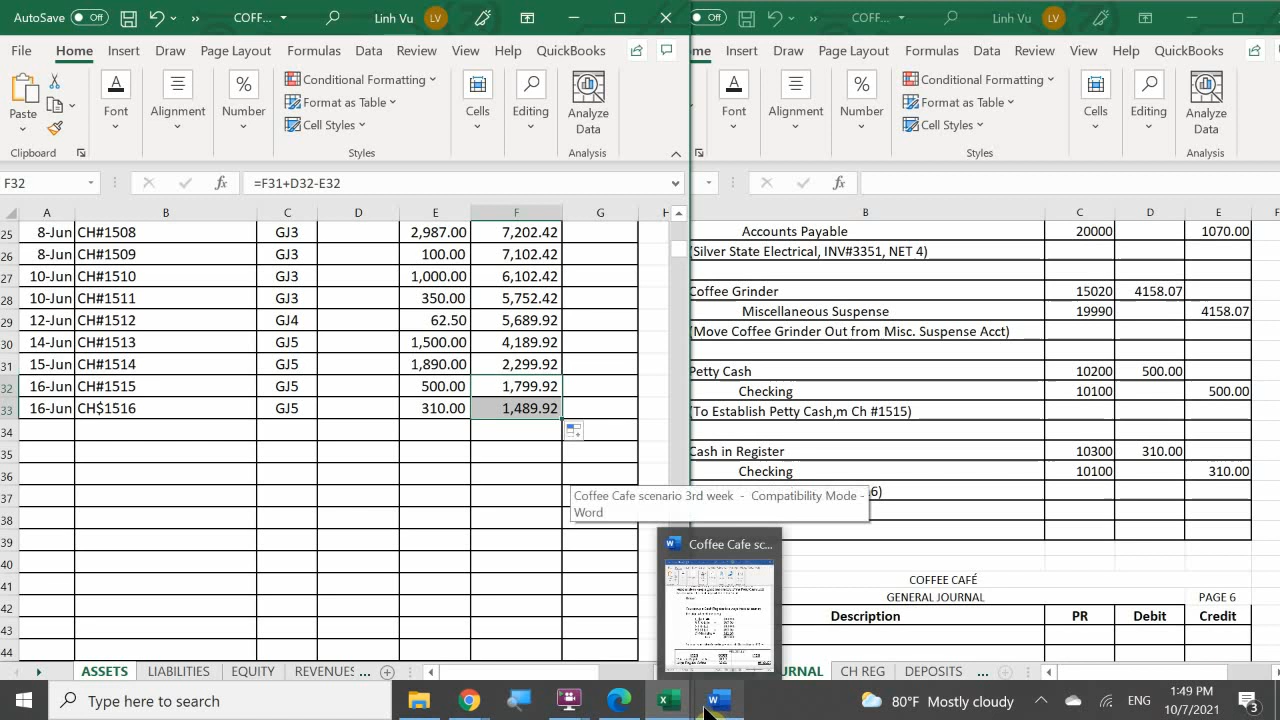 AutoSave Off COFF... Linh Vu LV
File Home Insert Draw Page Layout Formulas Data Review View Help QuickBooks
Paste Font Alignment Number Conditional Formatting Format as Table Cell Styles Cells Editing Analyze Data
Clipboard Styles Analysis
F32 fx =F31+D32-E32
A B C D E F G H
25 8-Jun CH#1508 GJ3 2,987.00 7,202.42
26 8-Jun CH#1509 GJ3 100.00 7,102.42
27 10-Jun CH#1510 GJ3 1,000.00 6,102.42
28 10-Jun CH#1511 GJ3 350.00 5,752.42
29 12-Jun CH#1512 GJ4 62.50 5,689.92
30 14-Jun CH#1513 GJ5 1,500.00 4,189.92
31 15-Jun CH#1514 GJ5 1,890.00 2,299.92
32 16-Jun CH#1515 GJ5 500.00 1,799.92
33 16-Jun CH$1516 GJ5 310.00 1,489.92
34
35
36
37
38
39
40
41
42
43
44
ASSETS LIABILITIES EQUITY REVENUES ...
Off COFF... Linh Vu LV
me Insert Draw Page Layout Formulas Data Review View Help QuickBooks
Font Alignment Number Conditional Formatting Format as Table Cell Styles Cells Editing Analyze Data
Styles Analysis
fx
B C D E F
Accounts Payable 20000 1070.00
(Silver State Electrical, INV#3351, NET 4)
Coffee Grinder 15020 4158.07
Miscellaneous Suspense 19990 4158.07
(Move Coffee Grinder Out from Misc. Suspense Acct)
Petty Cash 10200 500.00
Checking 10100 500.00
(To Establish Petty Cash,m Ch #1515)
Cash in Register 10300 310.00
Checking 10100 310.00
6)
COFFEE CAFÉ
GENERAL JOURNAL PAGE 6
Description PR Debit Credit
URNAL CH REG DEPOSITS ...
Coffee Cafe scenario 3rd week - Compatibility Mode -
Word
Coffee Cafe sc...
Type here to search
80°F Mostly cloudy ENG 1:49 PM
10/7/2021 3